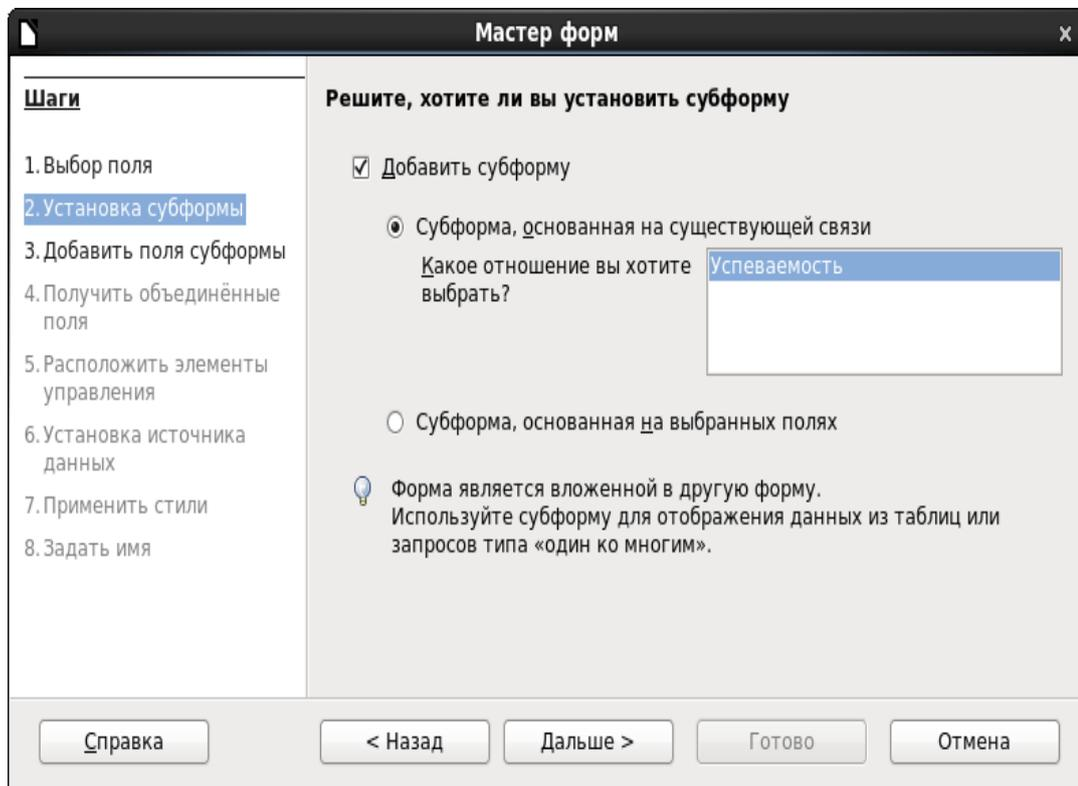 Мастер форм
Шаги
1. Выбор поля
2. Установка субформы
3. Добавить поля субформы
4. Получить объединённые
поля
5. Расположить элементы
управления
6. Установка источника
данных
7. Применить стили
8. Задать имя
Решите, хотите ли вы установить субформу
Добавить субформу
Субформа, основанная на существующей связи
Какое отношение вы хотите
выбрать?
Успеваемость
Субформа, основанная на выбранных полях
Форма является вложенной в другую форму.
Используйте субформу для отображения данных из таблиц или
запросов типа «один ко многим».
Справка
< Назад
Дальше >
Готово
Отмена